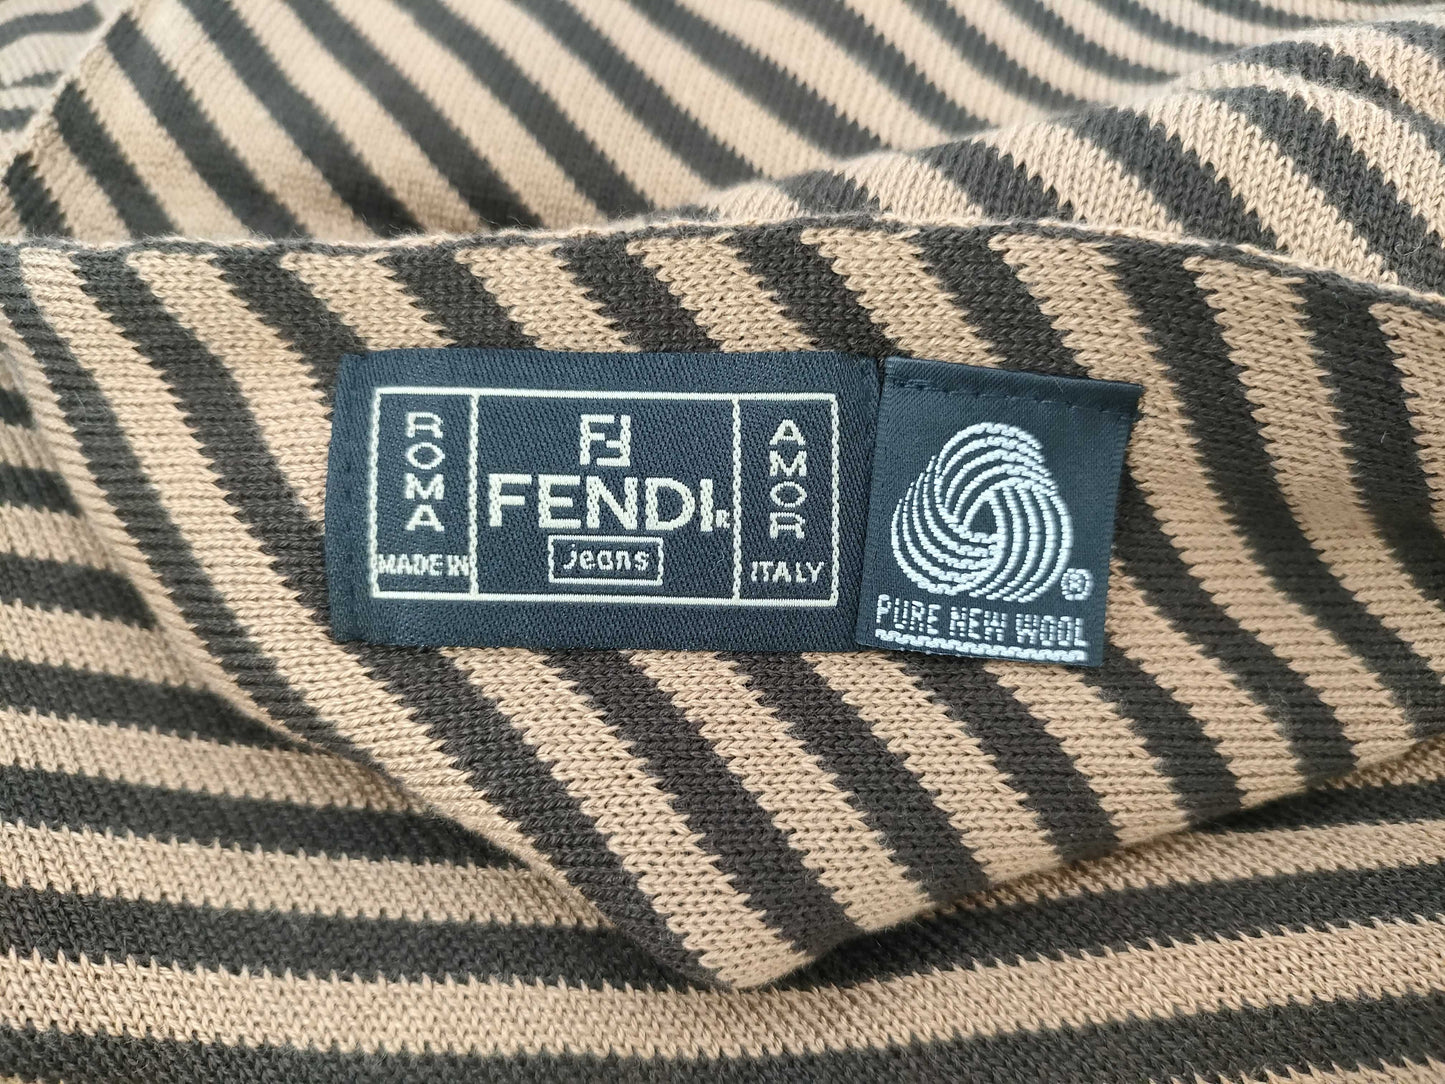 ROMA
MADE IN
FF
FENDI®
jeans
AMOR
ITALY
®
PURE NEW WOOL